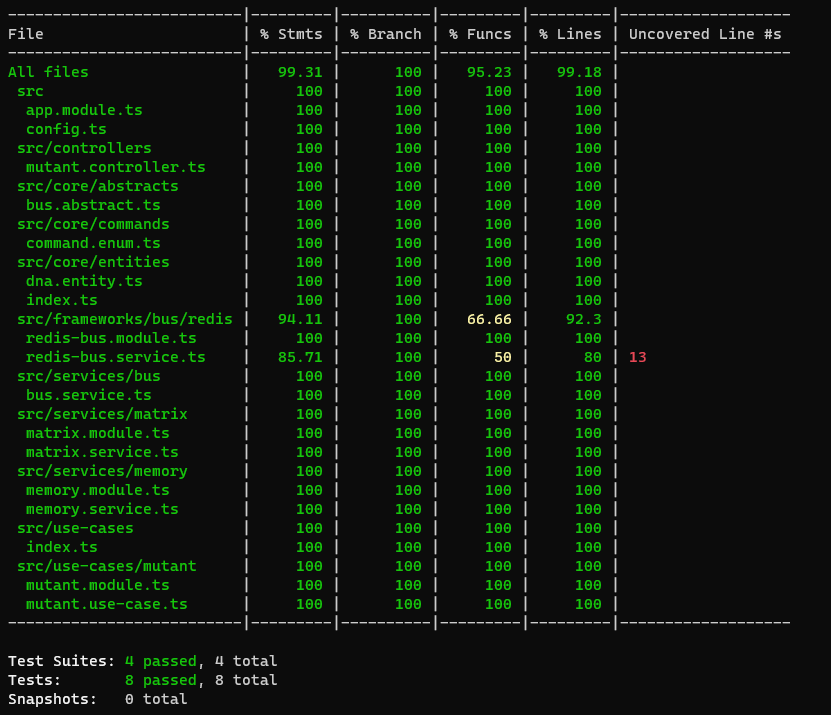 --------------------------|---------|----------|---------|---------|-------------------
File                      | % Stmts | % Branch | % Funcs | % Lines | Uncovered Line #s
--------------------------|---------|----------|---------|---------|-------------------
All files                 |   99.31 |      100 |   95.23 |   99.18 |
 src                      |     100 |      100 |     100 |     100 |
  app.module.ts           |     100 |      100 |     100 |     100 |
  config.ts               |     100 |      100 |     100 |     100 |
 src/controllers          |     100 |      100 |     100 |     100 |
  mutant.controller.ts    |     100 |      100 |     100 |     100 |
 src/core/abstracts       |     100 |      100 |     100 |     100 |
  bus.abstract.ts         |     100 |      100 |     100 |     100 |
 src/core/commands        |     100 |      100 |     100 |     100 |
  command.enum.ts         |     100 |      100 |     100 |     100 |
 src/core/entities        |     100 |      100 |     100 |     100 |
  dna.entity.ts           |     100 |      100 |     100 |     100 |
  index.ts                |     100 |      100 |     100 |     100 |
 src/frameworks/bus/redis |   94.11 |      100 |   66.66 |    92.3 |
  redis-bus.module.ts     |     100 |      100 |     100 |     100 |
  redis-bus.service.ts    |   85.71 |      100 |      50 |      80 | 13
 src/services/bus         |     100 |      100 |     100 |     100 |
  bus.service.ts          |     100 |      100 |     100 |     100 |
 src/services/matrix      |     100 |      100 |     100 |     100 |
  matrix.module.ts        |     100 |      100 |     100 |     100 |
  matrix.service.ts       |     100 |      100 |     100 |     100 |
 src/services/memory      |     100 |      100 |     100 |     100 |
  memory.module.ts        |     100 |      100 |     100 |     100 |
  memory.service.ts       |     100 |      100 |     100 |     100 |
 src/use-cases            |     100 |      100 |     100 |     100 |
  index.ts                |     100 |      100 |     100 |     100 |
 src/use-cases/mutant     |     100 |      100 |     100 |     100 |
  mutant.module.ts        |     100 |      100 |     100 |     100 |
  mutant.use-case.ts      |     100 |      100 |     100 |     100 |
--------------------------|---------|----------|---------|---------|-------------------
Test Suites: 4 passed, 4 total
Tests:       8 passed, 8 total
Snapshots:   0 total